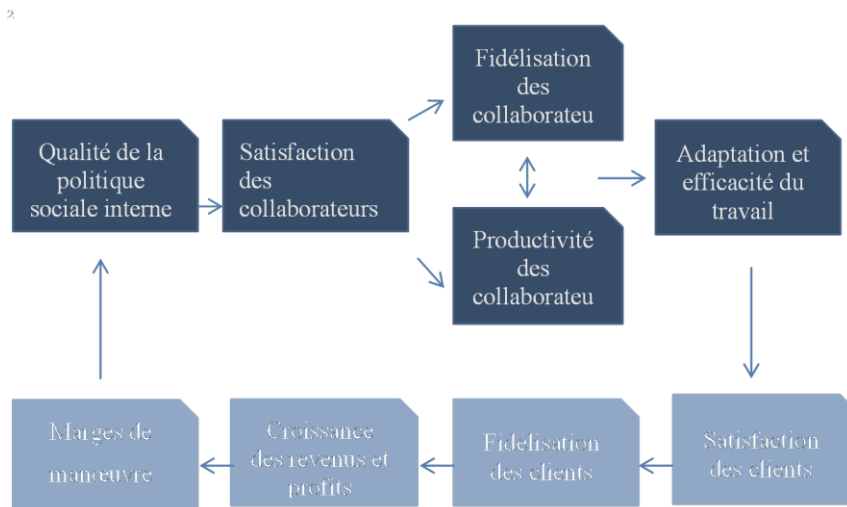 2
Qualité de la
politique
sociale interne
Satisfaction
des
collaborateurs
Fidélisation
des
collaborateu
Productivité
des
collaborateu
Adaptation et
efficacité du
travail
Satisfaction
des clients
Fidélisation
des clients
Croissance
des revenus et
profits
Marges de
manœuvre